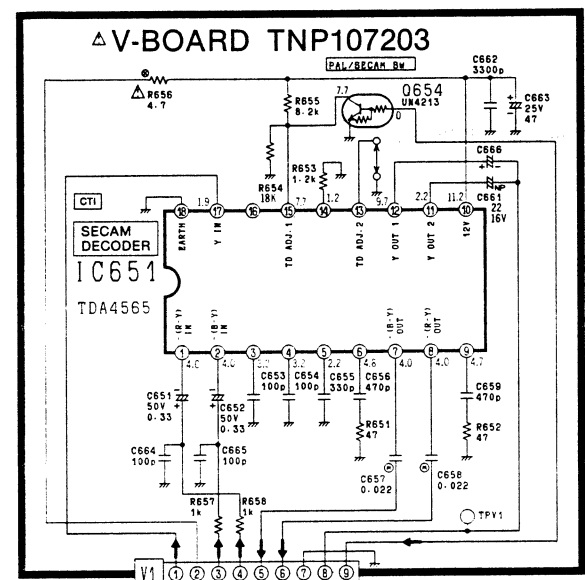 ⚠V-BOARD TNP107203
PAL/SECAM SW
⚠ R656
4.7
R655
8.2k
7.7
Q654
UN4213
0
C662
3300p
C663
25V
47
R654
18K
R653
1.2k
C666
C661
NP
22
16V
CTI
1.9
7.7
1.2
9.7
2.2
11.2
18 17 16 15 14 13 12 11 10
EARTH
Y IN
TD ADJ.1
TD ADJ.2
Y OUT 1
Y OUT 2
12V
SECAM
DECODER
IC651
TDA4565
-(R-Y)
IN
-(B-Y)
IN
-(B-Y)
OUT
-(R-Y)
OUT
1 2 3 4 5 6 7 8 9
4.0
4.0
2.2
4.8
4.0
4.0
4.7
C651
50V
0.33
C652
50V
0.33
C653
100p
C654
100p
C655
330p
C656
470p
C659
470p
R651
47
R652
47
C664
100p
C665
100p
C657
0.022
C658
0.022
R657
1k
R658
1k
TPV1
V1 1 2 3 4 5 6 7 8 9